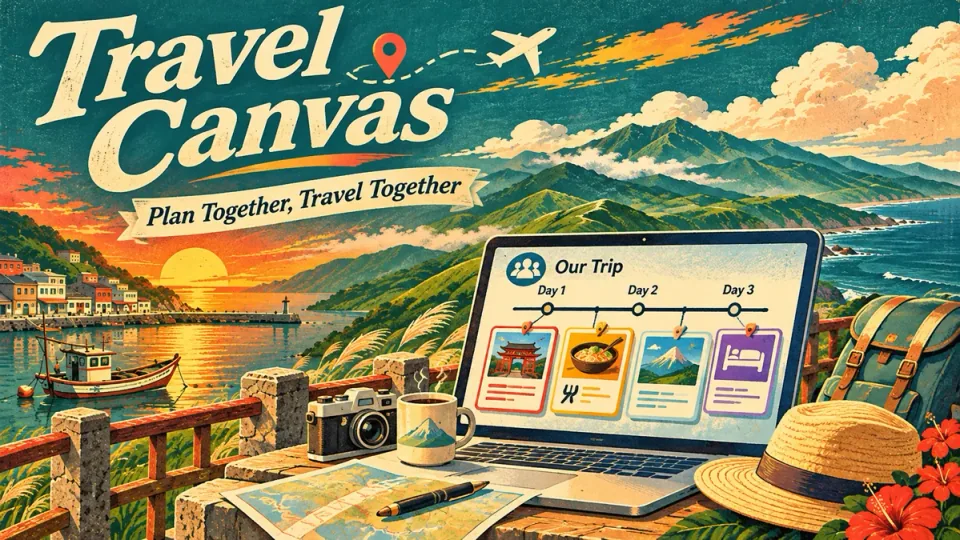 Travel
Canvas
Plan Together, Travel Together
Our Trip
Day 1
Day 2
Day 3